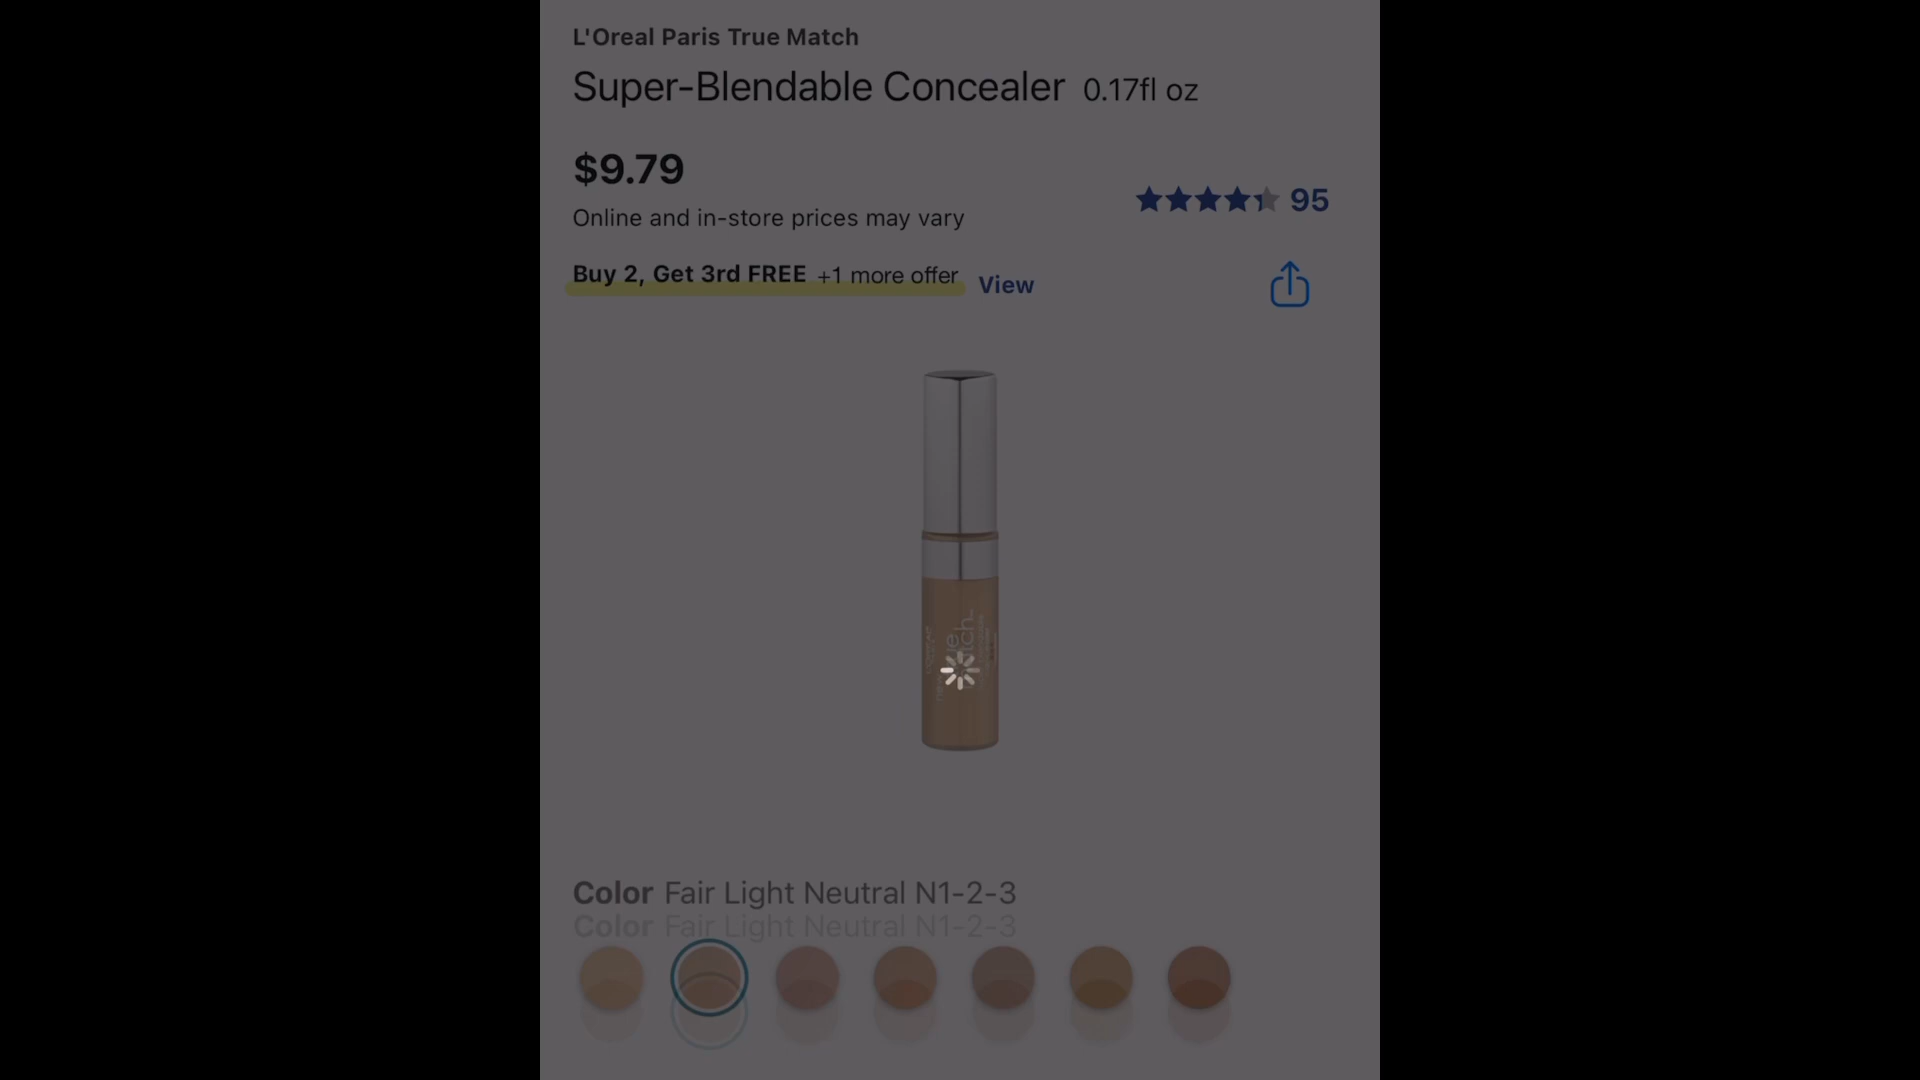 L'Oreal Paris True Match
Super-Blendable Concealer 0.17fl oz
$9.79
95
Online and in-store prices may vary
Buy 2, Get 3rd FREE +1 more offer View
Color Fair Light Neutral N1-2-3
Color Fair Light Neutral N1-2-3